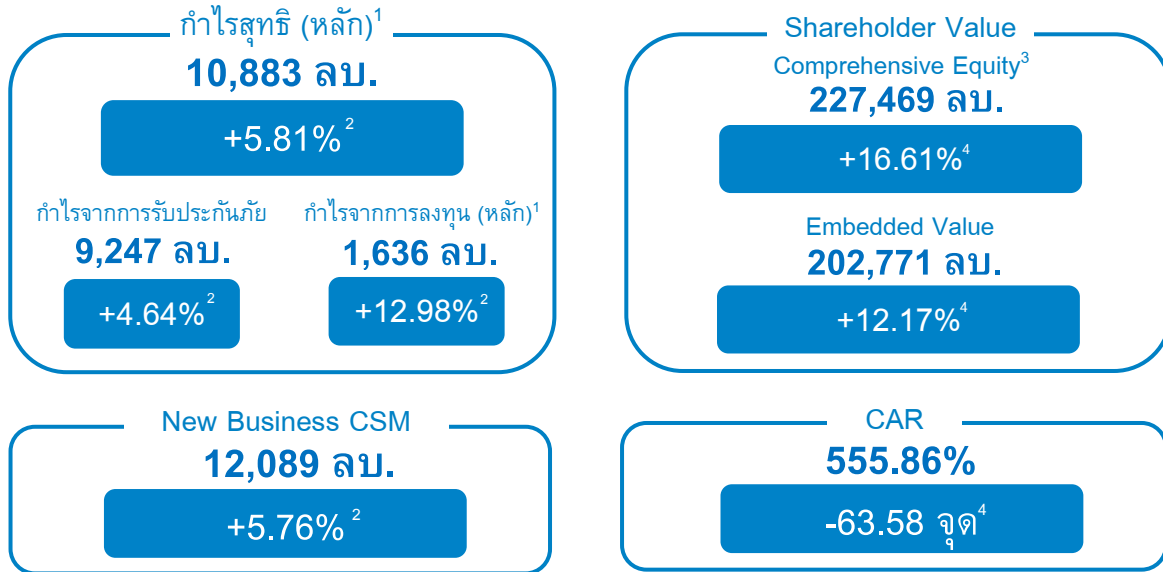 กำไรสุทธิ (หลัก)¹
10,883 ลบ.
+5.81%²
กำไรจากการรับประกันภัย
9,247 ลบ.
+4.64%²
กำไรจากการลงทุน (หลัก)¹
1,636 ลบ.
+12.98%²
Shareholder Value
Comprehensive Equity³
227,469 ลบ.
+16.61%⁴
Embedded Value
202,771 ลบ.
+12.17%⁴
New Business CSM
12,089 ลบ.
+5.76%²
CAR
555.86%
-63.58 จุด⁴